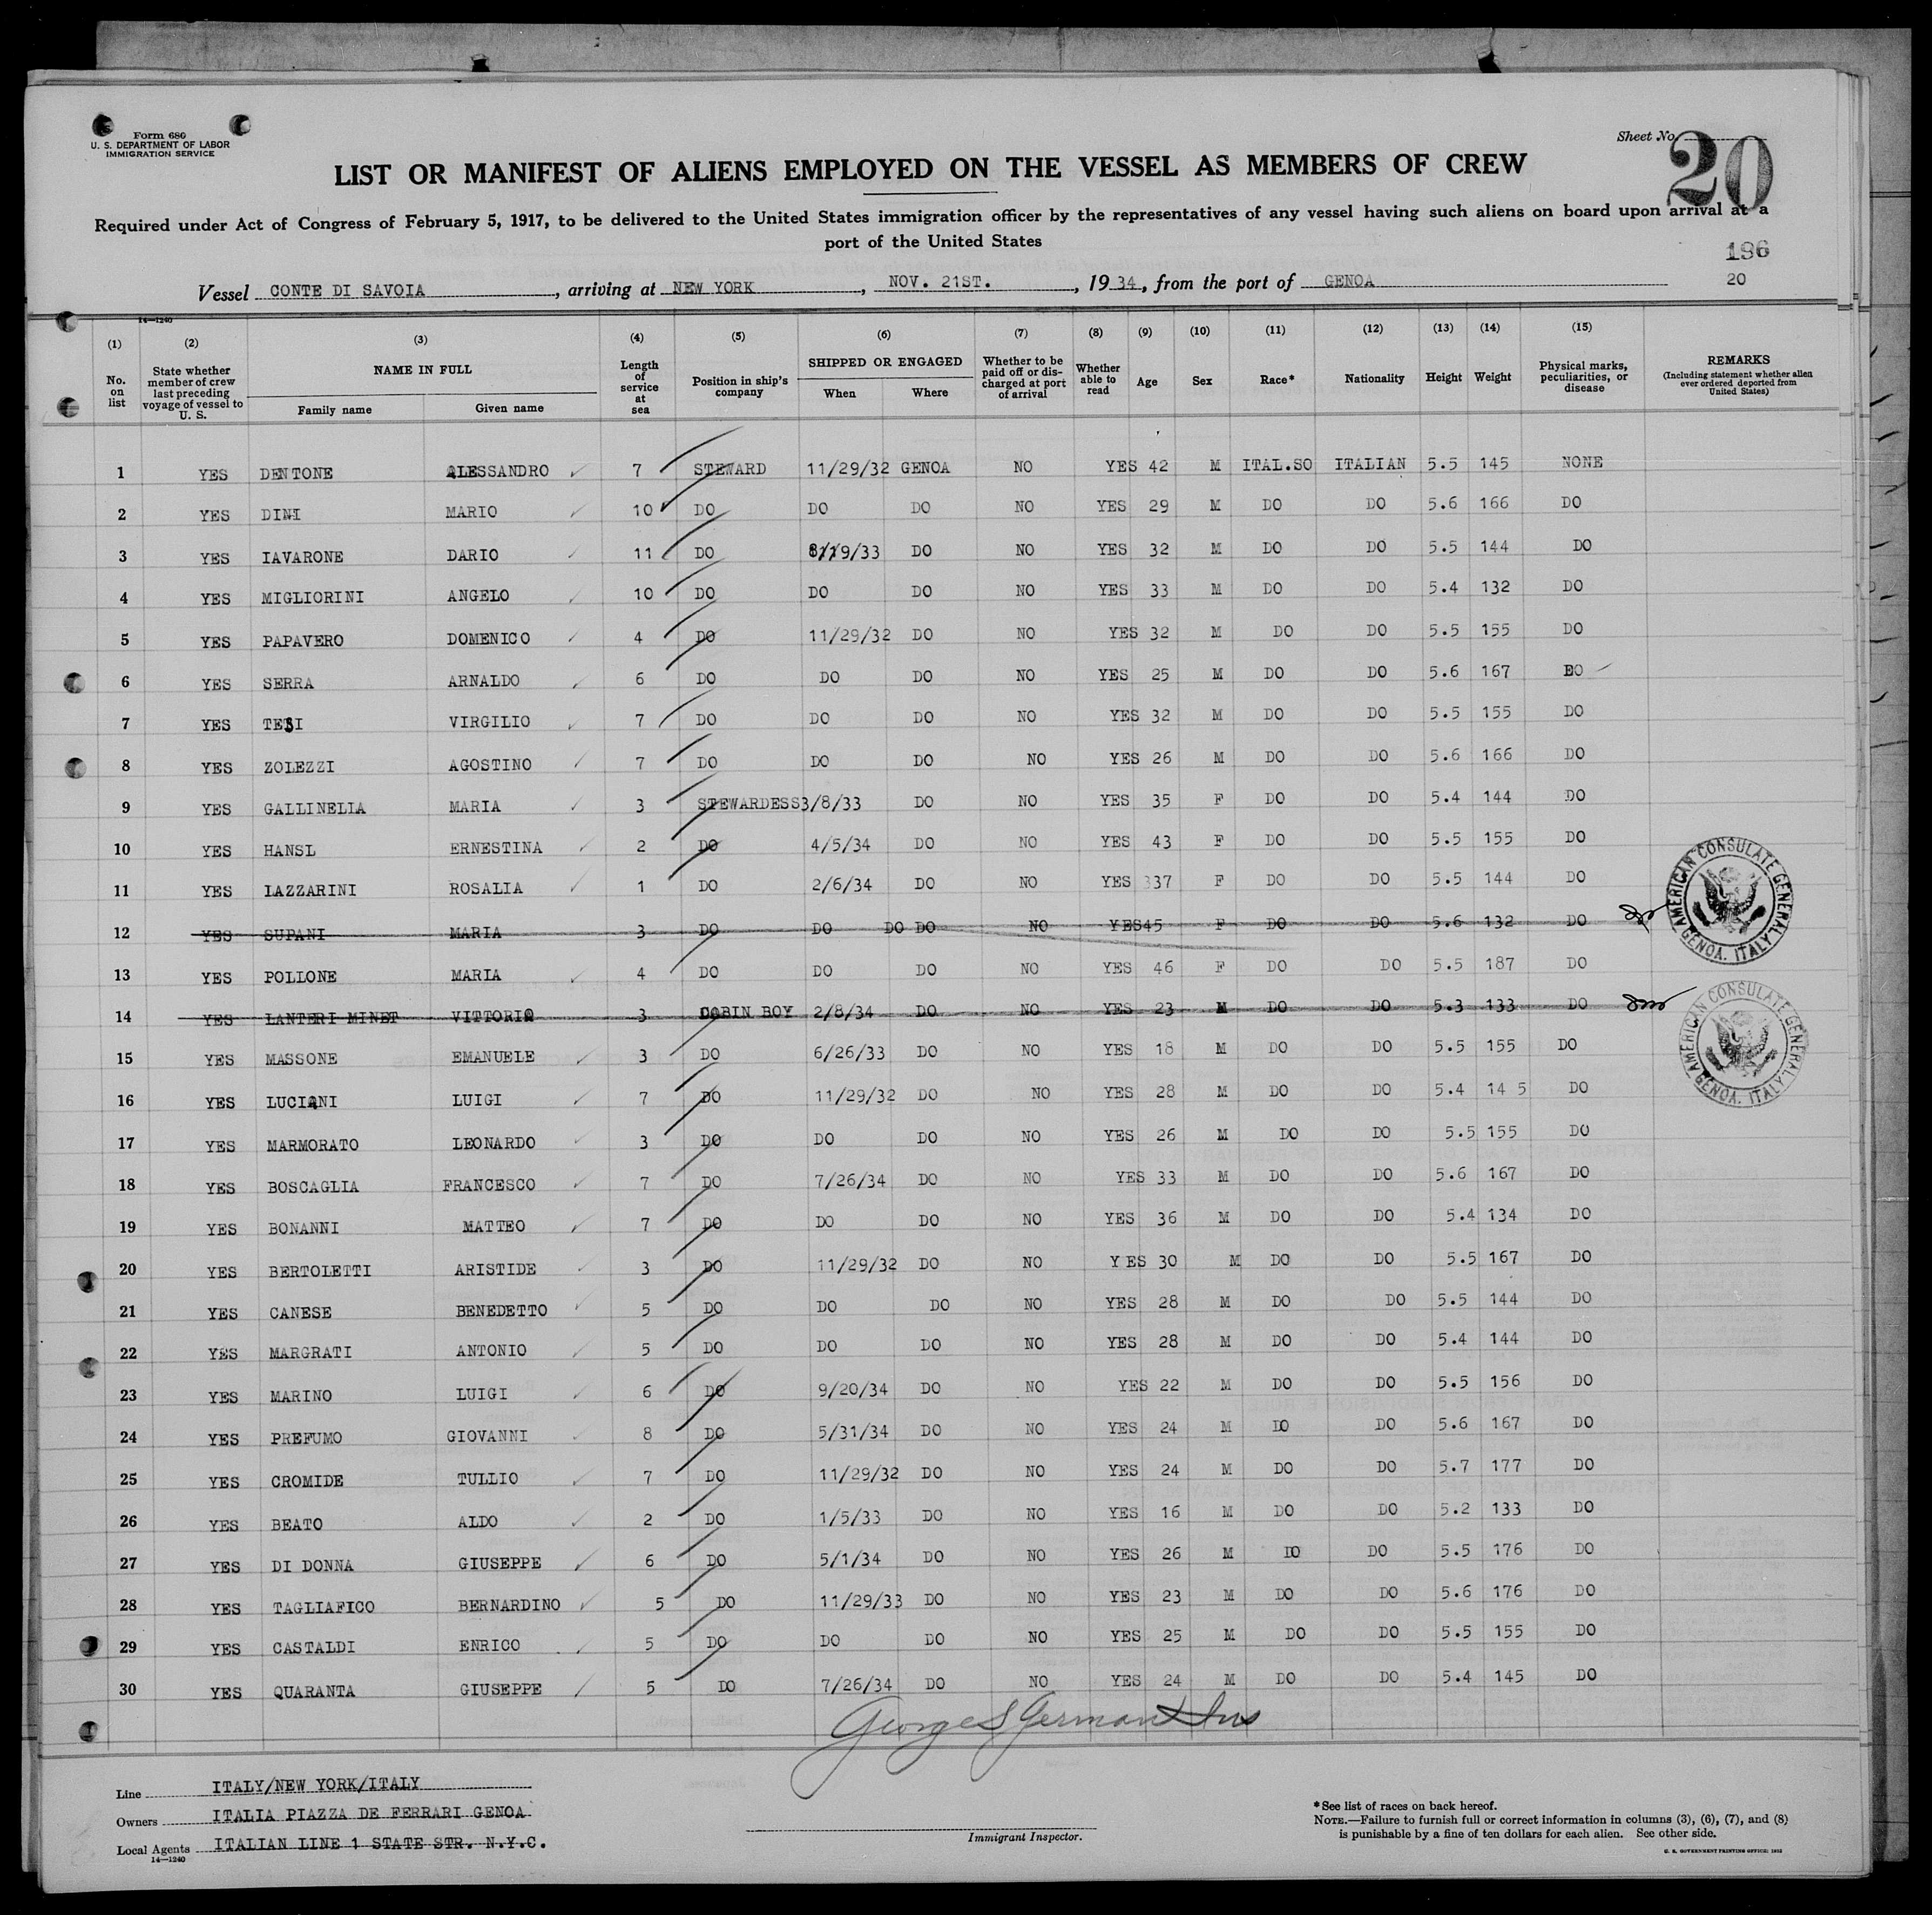 Form 680
U. S. DEPARTMENT OF LABOR
IMMIGRATION SERVICE
Sheet No.
20
LIST OR MANIFEST OF ALIENS EMPLOYED ON THE VESSEL AS MEMBERS OF CREW
Required under Act of Congress of February 5, 1917, to be delivered to the United States immigration officer by the representatives of any vessel having such aliens on board upon arrival at a
port of the United States
196
20
Vessel CONTE DI SAVOIA, arriving at NEW YORK, NOV. 21ST., 1934, from the port of GENOA
14—1240
(1) (2) (3) (4) (5) (6) (7) (8) (9) (10) (11) (12) (13) (14) (15)
No. on list State whether member of crew last preceding voyage of vessel to U. S. NAME IN FULL Family name Given name Length of service at sea Position in ship's company SHIPPED OR ENGAGED When Where Whether to be paid off or discharged at port of arrival Whether able to read Age Sex Race* Nationality Height Weight Physical marks, peculiarities, or disease REMARKS (Including statement whether alien ever ordered deported from United States)
1 YES DENTONE ALESSANDRO 7 STEWARD 11/29/32 GENOA NO YES 42 M ITAL.SO ITALIAN 5.5 145 NONE
2 YES DINI MARIO 10 DO DO DO NO YES 29 M DO DO 5.6 166 DO
3 YES IAVARONE DARIO 11 DO 8/19/33 DO NO YES 32 M DO DO 5.5 144 DO
4 YES MIGLIORINI ANGELO 10 DO DO DO NO YES 33 M DO DO 5.4 132 DO
5 YES PAPAVERO DOMENICO 4 DO 11/29/32 DO NO YES 32 M DO DO 5.5 155 DO
6 YES SERRA ARNALDO 6 DO DO DO NO YES 25 M DO DO 5.6 167 DO
7 YES TESI VIRGILIO 7 DO DO DO NO YES 32 M DO DO 5.5 155 DO
8 YES ZOLEZZI AGOSTINO 7 DO DO DO NO YES 26 M DO DO 5.6 166 DO
9 YES GALLINELLA MARIA 3 STEWARDESS 3/8/33 DO NO YES 35 F DO DO 5.4 144 DO
10 YES HANSL ERNESTINA 2 DO 4/5/34 DO NO YES 43 F DO DO 5.5 155 DO
11 YES LAZZARINI ROSALIA 1 DO 2/6/34 DO NO YES 337 F DO DO 5.5 144 DO
12 YES SUPANI MARIA 3 DO DO DO DO NO YES 45 F DO DO 5.6 132 DO
AMERICAN CONSULATE GENERAL GENOA, ITALY
13 YES POLLONE MARIA 4 DO DO DO NO YES 46 F DO DO 5.5 187 DO
14 YES LANTERI MINET VITTORIO 3 COBIN BOY 2/8/34 DO NO YES 23 M DO DO 5.3 133 DO
AMERICAN CONSULATE GENERAL GENOA, ITALY
15 YES MASSONE EMANUELE 3 DO 6/26/33 DO NO YES 18 M DO DO 5.5 155 DO
16 YES LUCIANI LUIGI 7 DO 11/29/32 DO NO YES 28 M DO DO 5.4 14 5 DO
17 YES MARMORATO LEONARDO 3 DO DO DO NO YES 26 M DO DO 5.5 155 DO
18 YES BOSCAGLIA FRANCESCO 7 DO 7/26/34 DO NO YES 33 M DO DO 5.6 167 DO
19 YES BONANNI MATTEO 7 DO DO DO NO YES 36 M DO DO 5.4 134 DO
20 YES BERTOLETTI ARISTIDE 3 DO 11/29/32 DO NO Y ES 30 M DO DO 5.5 167 DO
21 YES CANESE BENEDETTO 5 DO DO DO NO YES 28 M DO DO 5.5 144 DO
22 YES MARGRATI ANTONIO 5 DO DO DO NO YES 28 M DO DO 5.4 144 DO
23 YES MARINO LUIGI 6 DO 9/20/34 DO NO YES 22 M DO DO 5.5 156 DO
24 YES PREFUMO GIOVANNI 8 DO 5/31/34 DO NO YES 24 M DO DO 5.6 167 DO
25 YES CROMIDE TULLIO 7 DO 11/29/32 DO NO YES 24 M DO DO 5.7 177 DO
26 YES BEATO ALDO 2 DO 1/5/33 DO NO YES 16 M DO DO 5.2 133 DO
27 YES DI DONNA GIUSEPPE 6 DO 5/1/34 DO NO YES 26 M DO DO 5.5 176 DO
28 YES TAGLIAFICO BERNARDINO 5 DO 11/29/33 DO NO YES 23 M DO DO 5.6 176 DO
29 YES CASTALDI ENRICO 5 DO DO DO NO YES 25 M DO DO 5.5 155 DO
30 YES QUARANTA GIUSEPPE 5 DO 7/26/34 DO NO YES 24 M DO DO 5.4 145 DO
George S German
Line ITALY/NEW YORK/ITALY
Owners ITALIA PIAZZA DE FERRARI GENOA.
Local Agents ITALIAN LINE 1 STATE STR. N.Y.C.
14—1240
Immigrant Inspector.
*See list of races on back hereof.
NOTE.—Failure to furnish full or correct information in columns (3), (6), (7), and (8)
is punishable by a fine of ten dollars for each alien. See other side.
U. S. GOVERNMENT PRINTING OFFICE: 1933